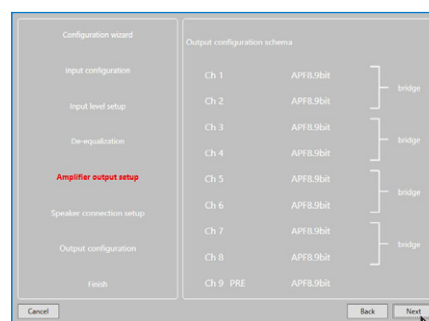 Configuration wizard
Input configuration
Input level setup
De-equalization
Amplifier output setup
Speaker connection setup
Output configuration
Finish
Output configuration schema
Ch 1 APF8.9bit
Ch 2 APF8.9bit
bridge
Ch 3 APF8.9bit
Ch 4 APF8.9bit
bridge
Ch 5 APF8.9bit
Ch 6 APF8.9bit
bridge
Ch 7 APF8.9bit
Ch 8 APF8.9bit
bridge
Ch 9 PRE APF8.9bit
Cancel Back Next